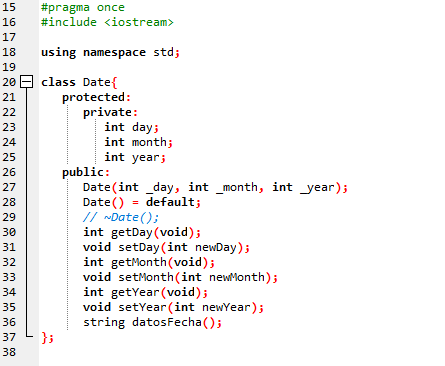 15 #pragma once
16 #include <iostream>
17
18 using namespace std;
19
20 class Date{
21 protected:
22 private:
23 int day;
24 int month;
25 int year;
26 public:
27 Date(int _day, int _month, int _year);
28 Date() = default;
29 // ~Date();
30 int getDay(void);
31 void setDay(int newDay);
32 int getMonth(void);
33 void setMonth(int newMonth);
34 int getYear(void);
35 void setYear(int newYear);
36 string datosFecha();
37 };
38